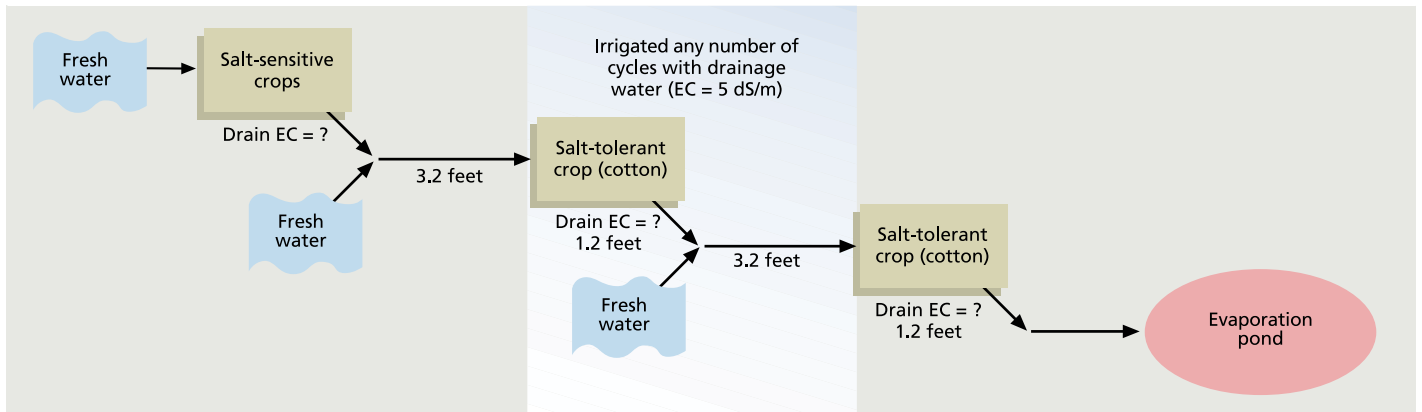 Fresh
water
Salt-sensitive
crops
Drain EC = ?
Fresh
water
3.2 feet
Irrigated any number of
cycles with drainage
water (EC = 5 dS/m)
Salt-tolerant
crop (cotton)
Drain EC = ?
1.2 feet
Fresh
water
3.2 feet
Salt-tolerant
crop (cotton)
Drain EC = ?
1.2 feet
Evaporation
pond